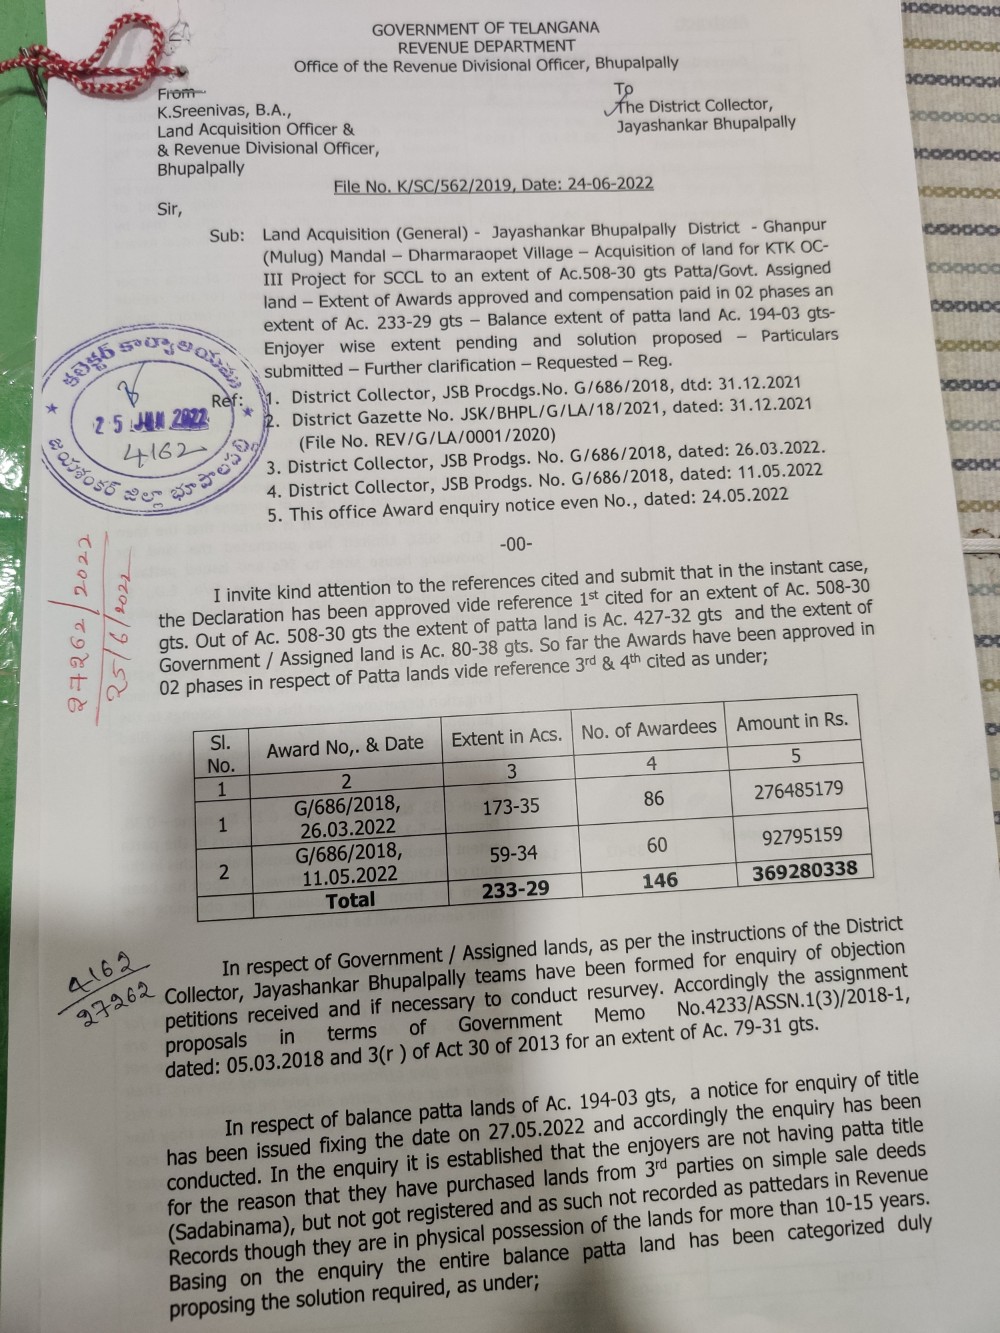 GOVERNMENT OF TELANGANA
REVENUE DEPARTMENT
Office of the Revenue Divisional Officer, Bhupalpally
From
K.Sreenivas, B.A.,
Land Acquisition Officer &
& Revenue Divisional Officer,
Bhupalpally
To
The District Collector,
Jayashankar Bhupalpally
File No. K/SC/562/2019, Date: 24-06-2022
Sir,
Sub: Land Acquisition (General) - Jayashankar Bhupalpally District - Ghanpur
(Mulug) Mandal – Dharmaraopet Village – Acquisition of land for KTK OC-
III Project for SCCL to an extent of Ac.508-30 gts Patta/Govt. Assigned
land – Extent of Awards approved and compensation paid in 02 phases an
extent of Ac. 233-29 gts – Balance extent of patta land Ac. 194-03 gts-
Enjoyer wise extent pending and solution proposed – Particulars
submitted – Further clarification – Requested – Reg.
కలెక్టర్ కార్యాలయము
25 JUN 2022
4162
జయశంకర్ జిల్లా భూపాలపల్లి
Ref: 1. District Collector, JSB Procdgs.No. G/686/2018, dtd: 31.12.2021
2. District Gazette No. JSK/BHPL/G/LA/18/2021, dated: 31.12.2021
(File No. REV/G/LA/0001/2020)
3. District Collector, JSB Prodgs. No. G/686/2018, dated: 26.03.2022.
4. District Collector, JSB Prodgs. No. G/686/2018, dated: 11.05.2022
5. This office Award enquiry notice even No., dated: 24.05.2022
-00-
27262/2022
25/6/2022
I invite kind attention to the references cited and submit that in the instant case,
the Declaration has been approved vide reference 1st cited for an extent of Ac. 508-30
gts. Out of Ac. 508-30 gts the extent of patta land is Ac. 427-32 gts and the extent of
Government / Assigned land is Ac. 80-38 gts. So far the Awards have been approved in
02 phases in respect of Patta lands vide reference 3rd & 4th cited as under;
Sl. No. Award No,. & Date Extent in Acs. No. of Awardees Amount in Rs.
1 2 3 4 5
1 G/686/2018, 26.03.2022 173-35 86 276485179
2 G/686/2018, 11.05.2022 59-34 60 92795159
Total 233-29 146 369280338
4162
27262
In respect of Government / Assigned lands, as per the instructions of the District
Collector, Jayashankar Bhupalpally teams have been formed for enquiry of objection
petitions received and if necessary to conduct resurvey. Accordingly the assignment
proposals in terms of Government Memo No.4233/ASSN.1(3)/2018-1,
dated: 05.03.2018 and 3(r ) of Act 30 of 2013 for an extent of Ac. 79-31 gts.
In respect of balance patta lands of Ac. 194-03 gts, a notice for enquiry of title
has been issued fixing the date on 27.05.2022 and accordingly the enquiry has been
conducted. In the enquiry it is established that the enjoyers are not having patta title
for the reason that they have purchased lands from 3rd parties on simple sale deeds
(Sadabinama), but not got registered and as such not recorded as pattedars in Revenue
Records though they are in physical possession of the lands for more than 10-15 years.
Basing on the enquiry the entire balance patta land has been categorized duly
proposing the solution required, as under;